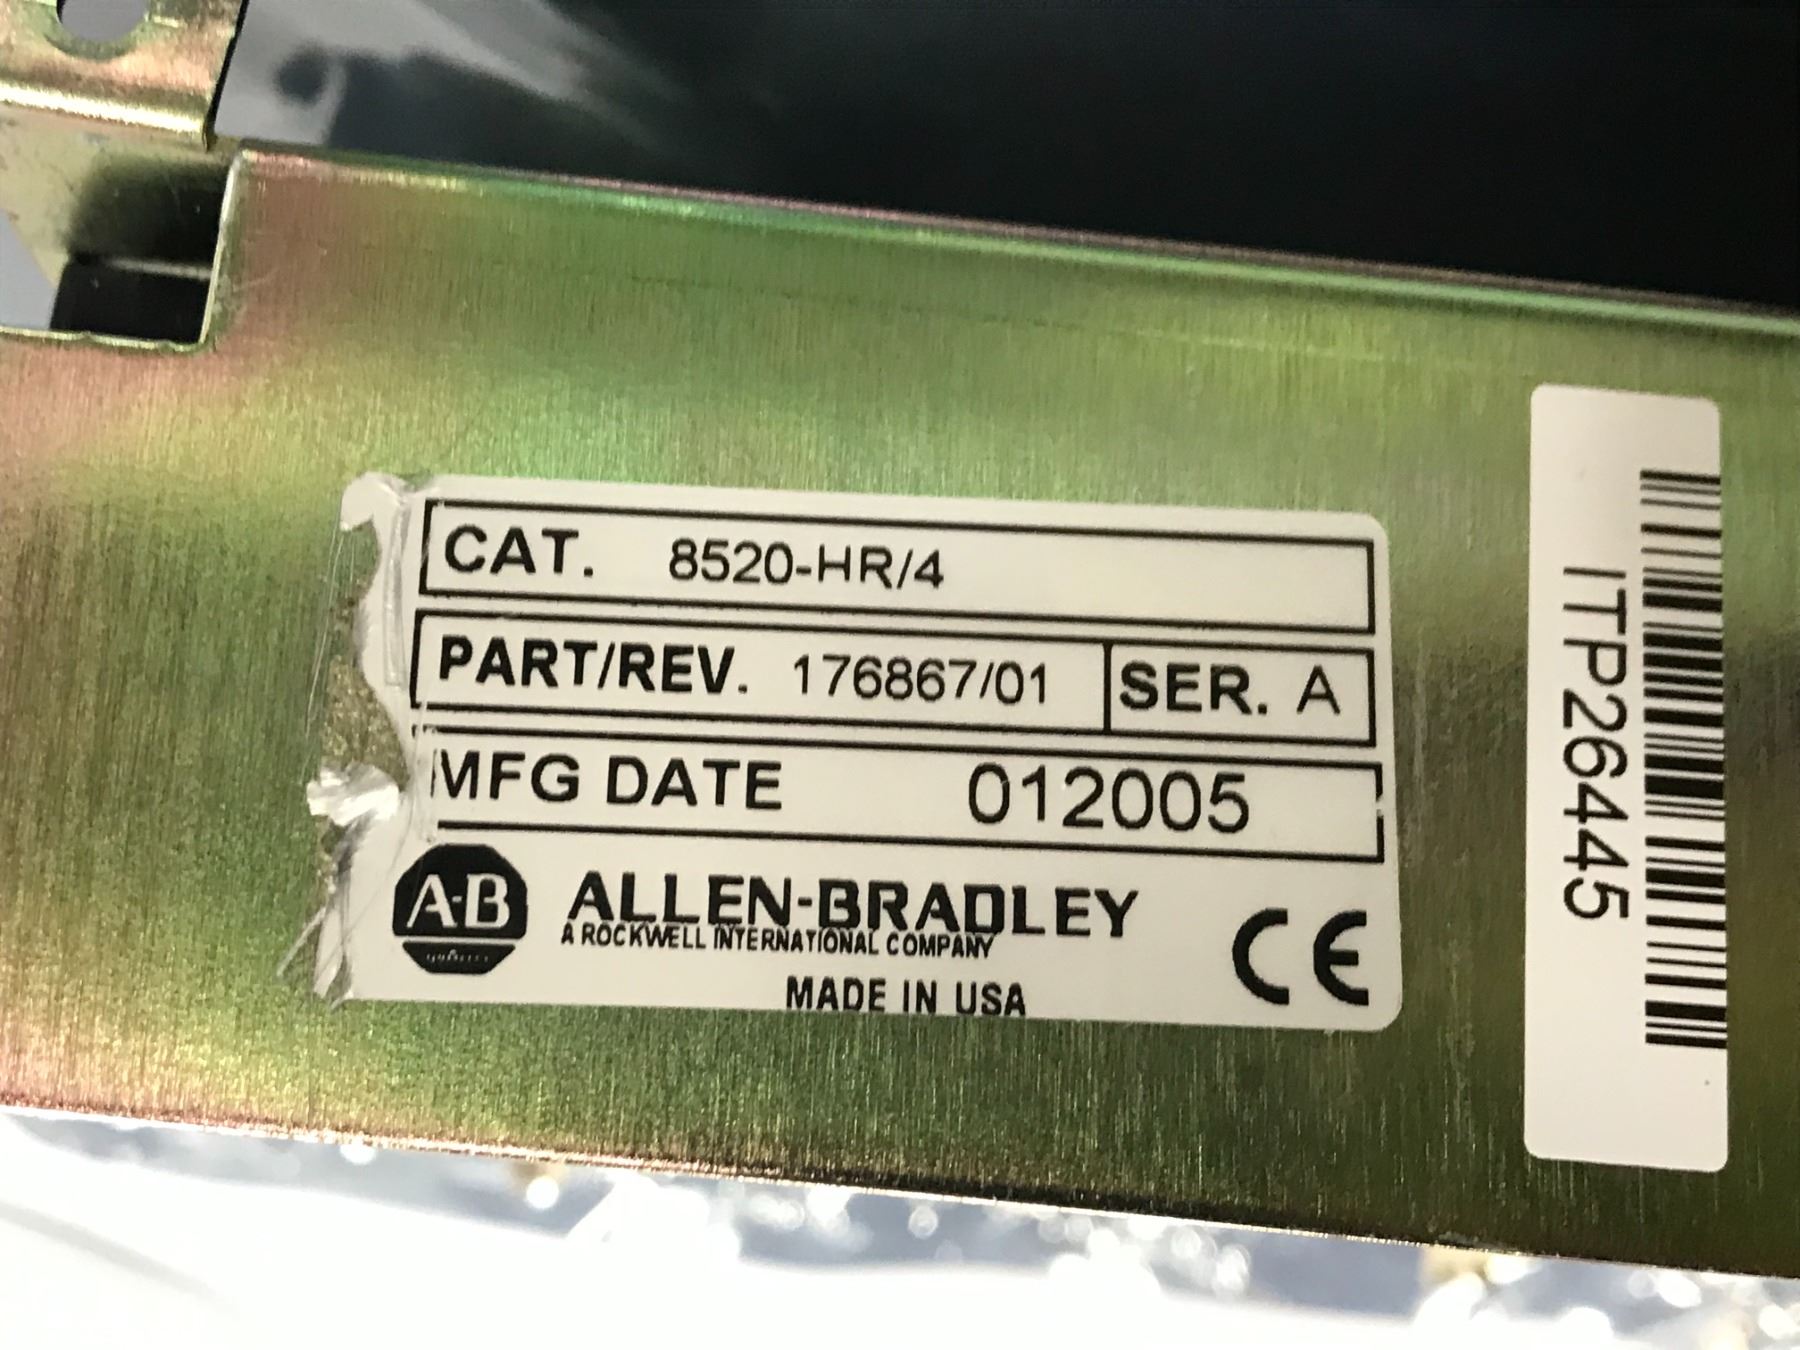 CAT. 8520-HR/4
PART/REV. 176867/01 SER. A
MFG DATE 012005
A-B
ALLEN-BRADLEY
A ROCKWELL INTERNATIONAL COMPANY
CE
MADE IN USA
ITP26445